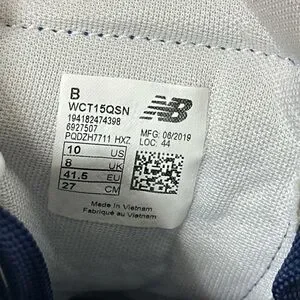 B
WCT15QSN
194182474398
6927507
PQDZH7711 HXZ
MFG: 06/2019
LOC: 44
10 US
8 UK
41.5 EU
27 CM
Made in Vietnam
Fabriqué au Vietnam
NB